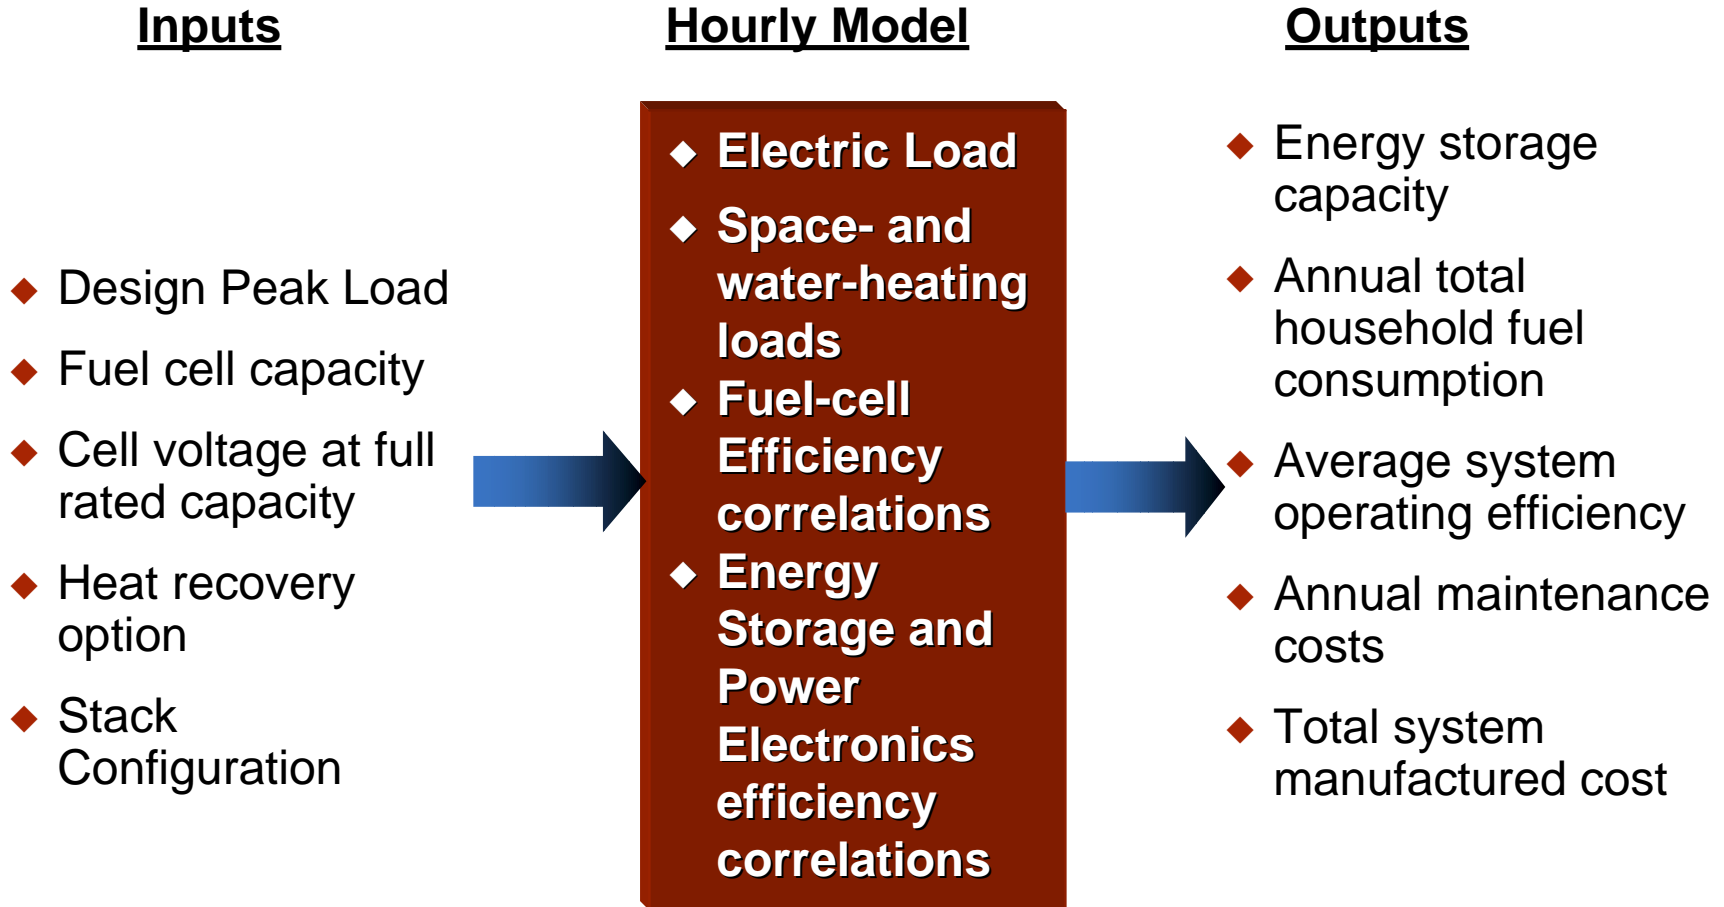 Inputs
Design Peak Load
Fuel cell capacity
Cell voltage at full
rated capacity
Heat recovery
option
Stack
Configuration
Hourly Model
Electric Load
Space- and
water-heating
loads
Fuel-cell
Efficiency
correlations
Energy
Storage and
Power
Electronics
efficiency
correlations
Outputs
Energy storage
capacity
Annual total
household fuel
consumption
Average system
operating efficiency
Annual maintenance
costs
Total system
manufactured cost